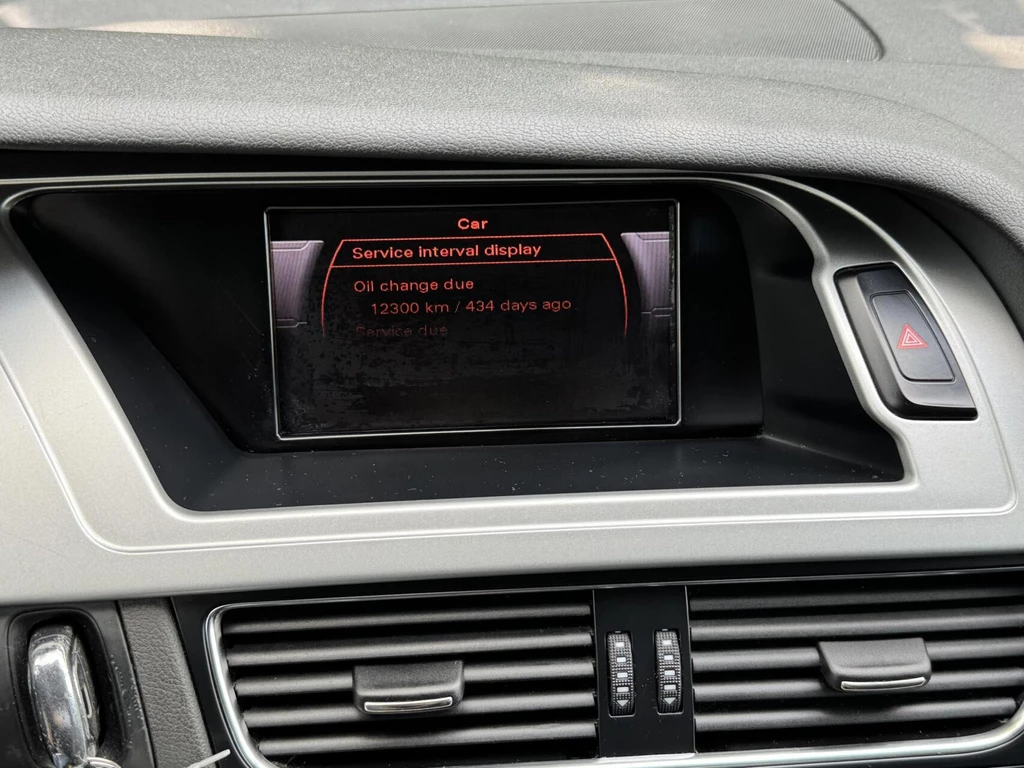 Car
Service interval display
Oil change due
12300 km / 434 days ago
Service due